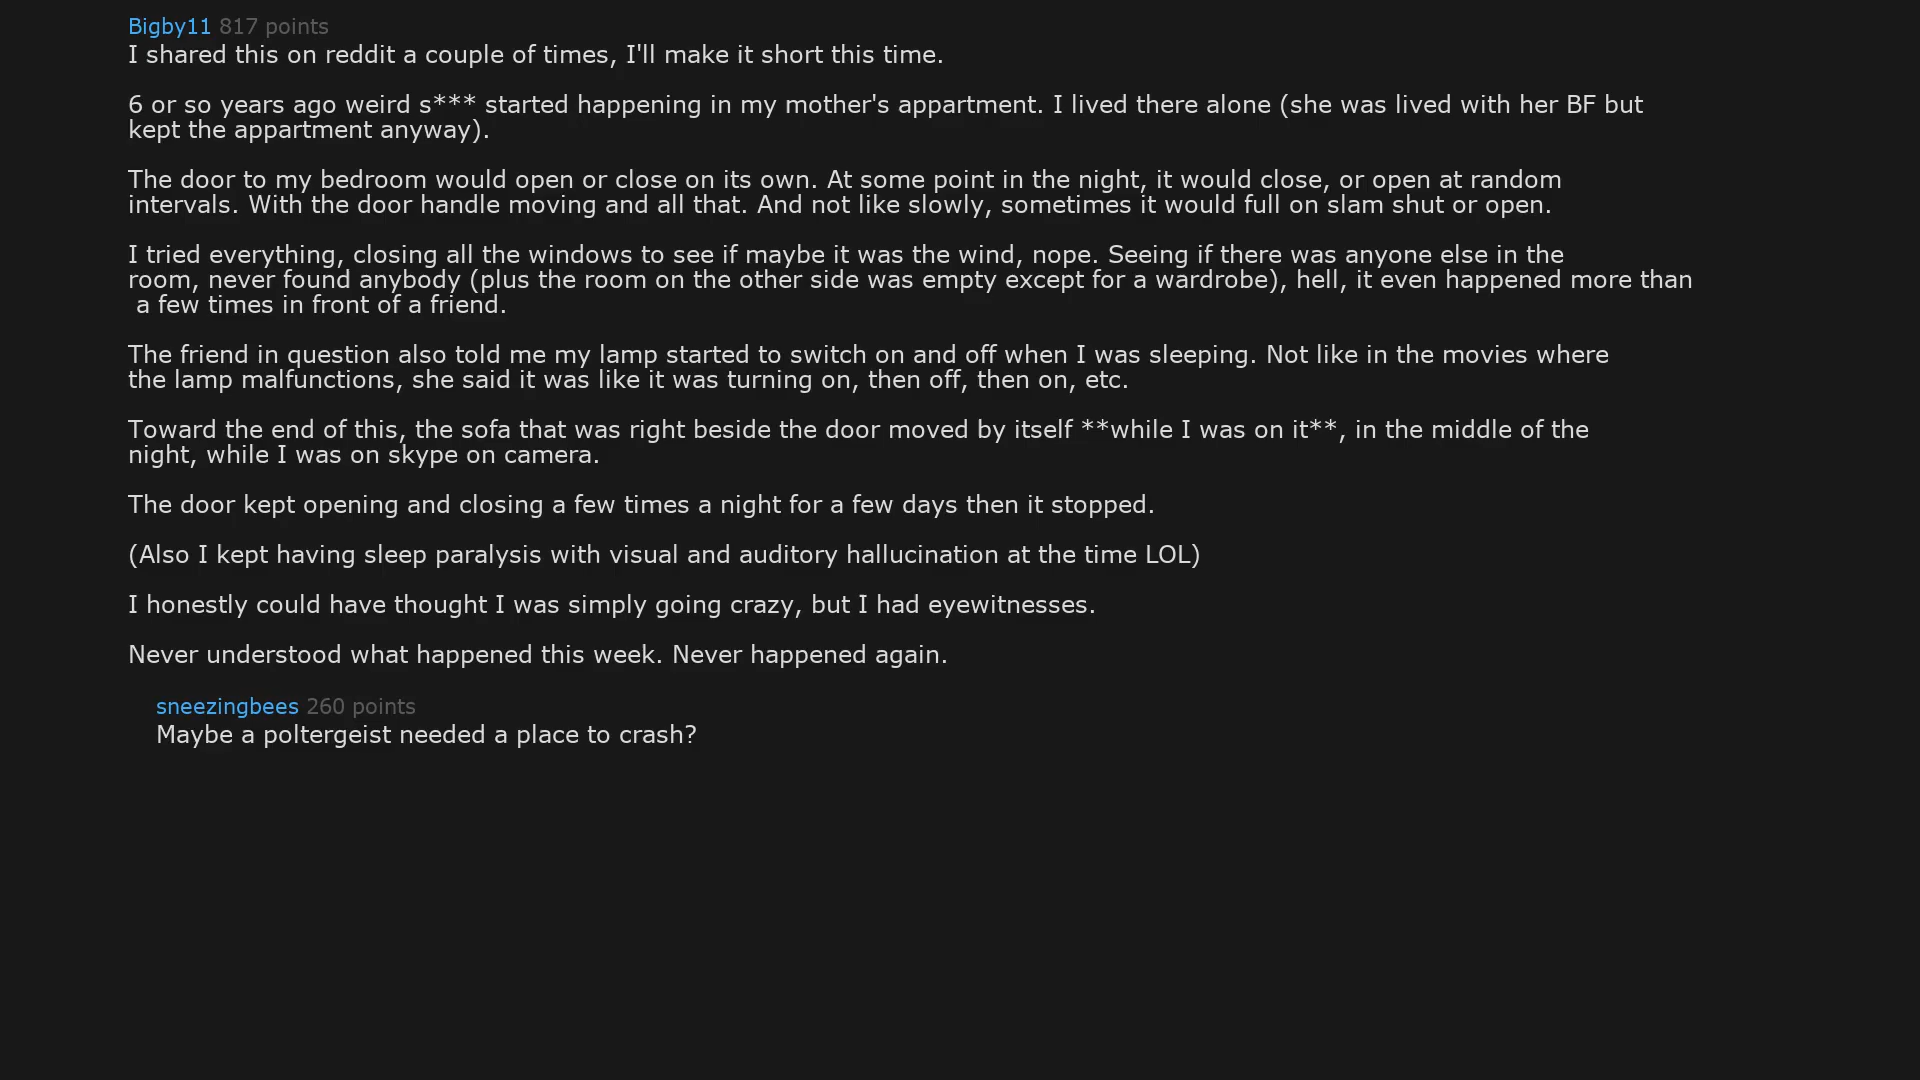 Bigby11 817 points
I shared this on reddit a couple of times, I'll make it short this time.
6 or so years ago weird s*** started happening in my mother's appartment. I lived there alone (she was lived with her BF but
kept the appartment anyway).
The door to my bedroom would open or close on its own. At some point in the night, it would close, or open at random
intervals. With the door handle moving and all that. And not like slowly, sometimes it would full on slam shut or open.
I tried everything, closing all the windows to see if maybe it was the wind, nope. Seeing if there was anyone else in the
room, never found anybody (plus the room on the other side was empty except for a wardrobe), hell, it even happened more than
a few times in front of a friend.
The friend in question also told me my lamp started to switch on and off when I was sleeping. Not like in the movies where
the lamp malfunctions, she said it was like it was turning on, then off, then on, etc.
Toward the end of this, the sofa that was right beside the door moved by itself **while I was on it**, in the middle of the
night, while I was on skype on camera.
The door kept opening and closing a few times a night for a few days then it stopped.
(Also I kept having sleep paralysis with visual and auditory hallucination at the time LOL)
I honestly could have thought I was simply going crazy, but I had eyewitnesses.
Never understood what happened this week. Never happened again.
sneezingbees 260 points
Maybe a poltergeist needed a place to crash?